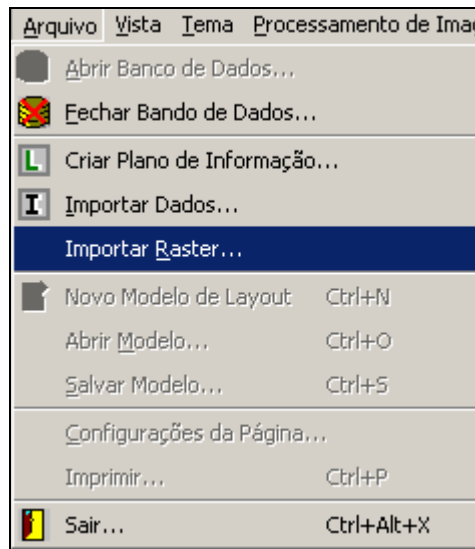 Arquivo Vista Tema Processamento de Ima
Abrir Banco de Dados...
Fechar Bando de Dados...
L Criar Plano de Informação...
I Importar Dados...
Importar Raster...
Novo Modelo de Layout Ctrl+N
Abrir Modelo... Ctrl+O
Salvar Modelo... Ctrl+S
Configurações da Página...
Imprimir... Ctrl+P
Sair... Ctrl+Alt+X